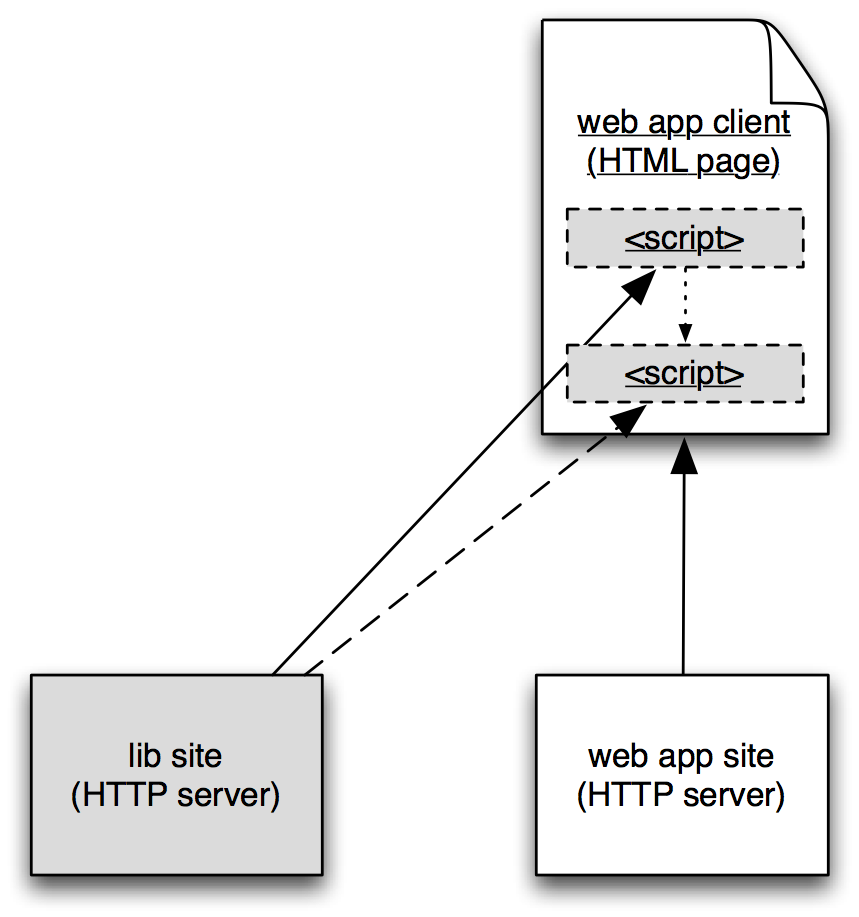 web app client
(HTML page)
<script>
<script>
lib site
(HTTP server)
web app site
(HTTP server)